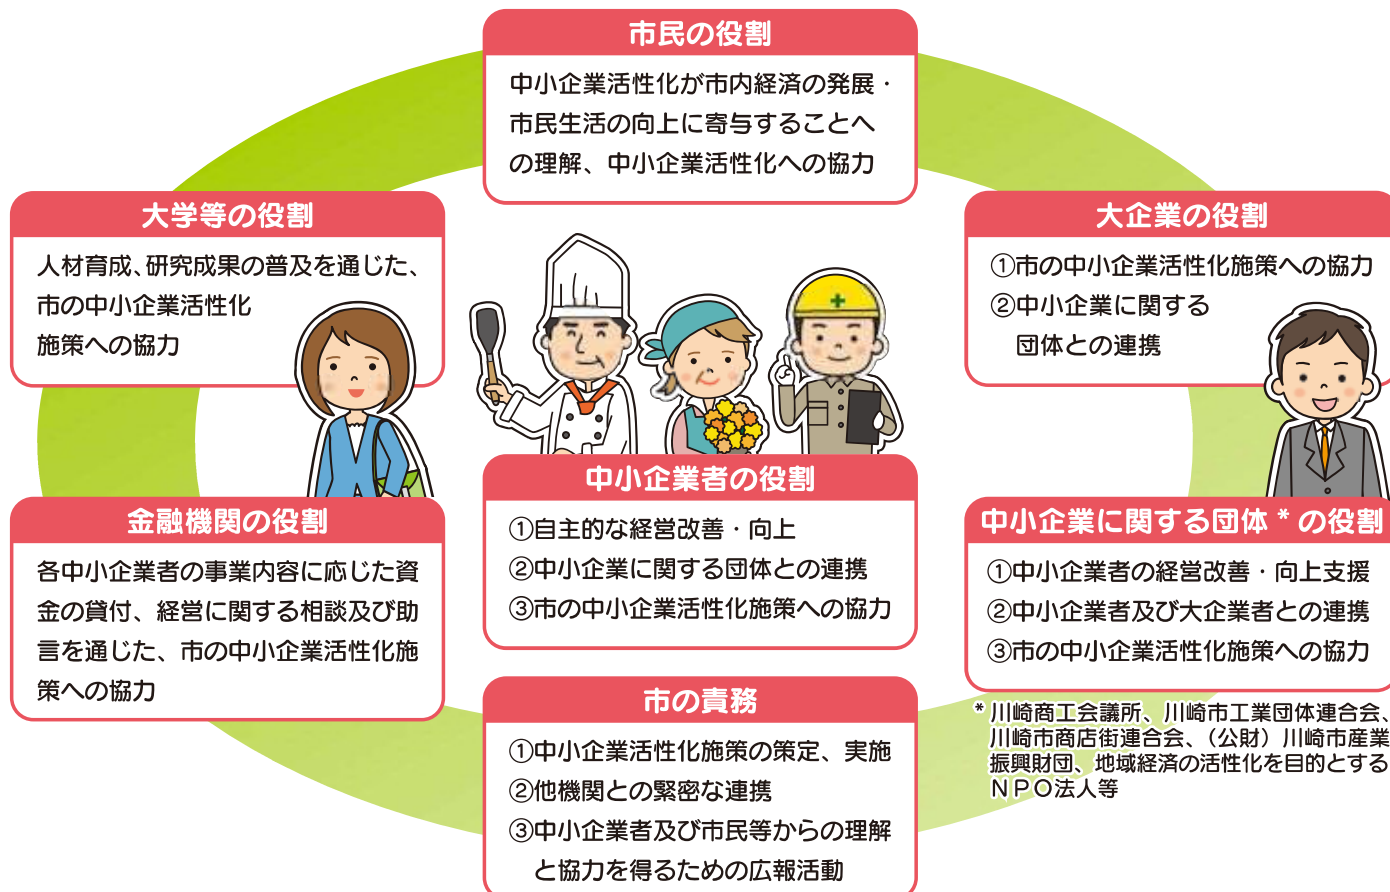 市民の役割
中小企業活性化が市内経済の発展・
市民生活の向上に寄与することへ
の理解、中小企業活性化への協力
大学等の役割
人材育成、研究成果の普及を通じた、
市の中小企業活性化
施策への協力
大企業の役割
①市の中小企業活性化施策への協力
②中小企業に関する
団体との連携
中小企業者の役割
①自主的な経営改善・向上
②中小企業に関する団体との連携
③市の中小企業活性化施策への協力
金融機関の役割
各中小企業者の事業内容に応じた資
金の貸付、経営に関する相談及び助
言を通じた、市の中小企業活性化施
策への協力
中小企業に関する団体*の役割
①中小企業者の経営改善・向上支援
②中小企業者及び大企業者との連携
③市の中小企業活性化施策への協力
*川崎商工会議所、川崎市工業団体連合会、
川崎市商店街連合会、（公財）川崎市産業
振興財団、地域経済の活性化を目的とする
ＮＰＯ法人等
市の責務
①中小企業活性化施策の策定、実施
②他機関との緊密な連携
③中小企業者及び市民等からの理解
と協力を得るための広報活動